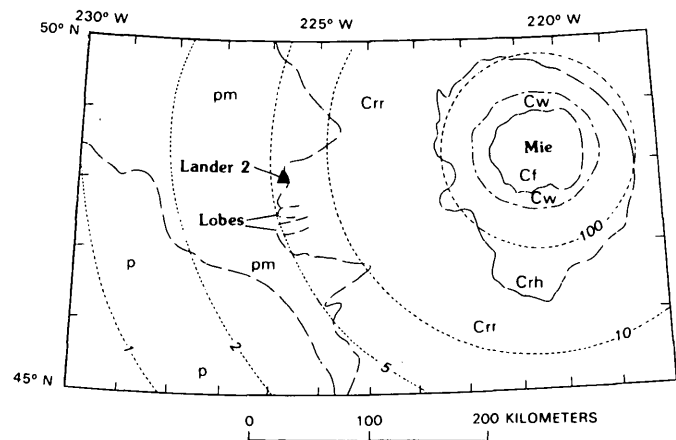 230° W
225° W
220° W
50° N
pm
Crr
Cw
Mie
Lander 2
Cf
Cw
Lobes
100
pm
p
Crh
Crr
10
1
2
p
5
45° N
0 100 200 KILOMETERS